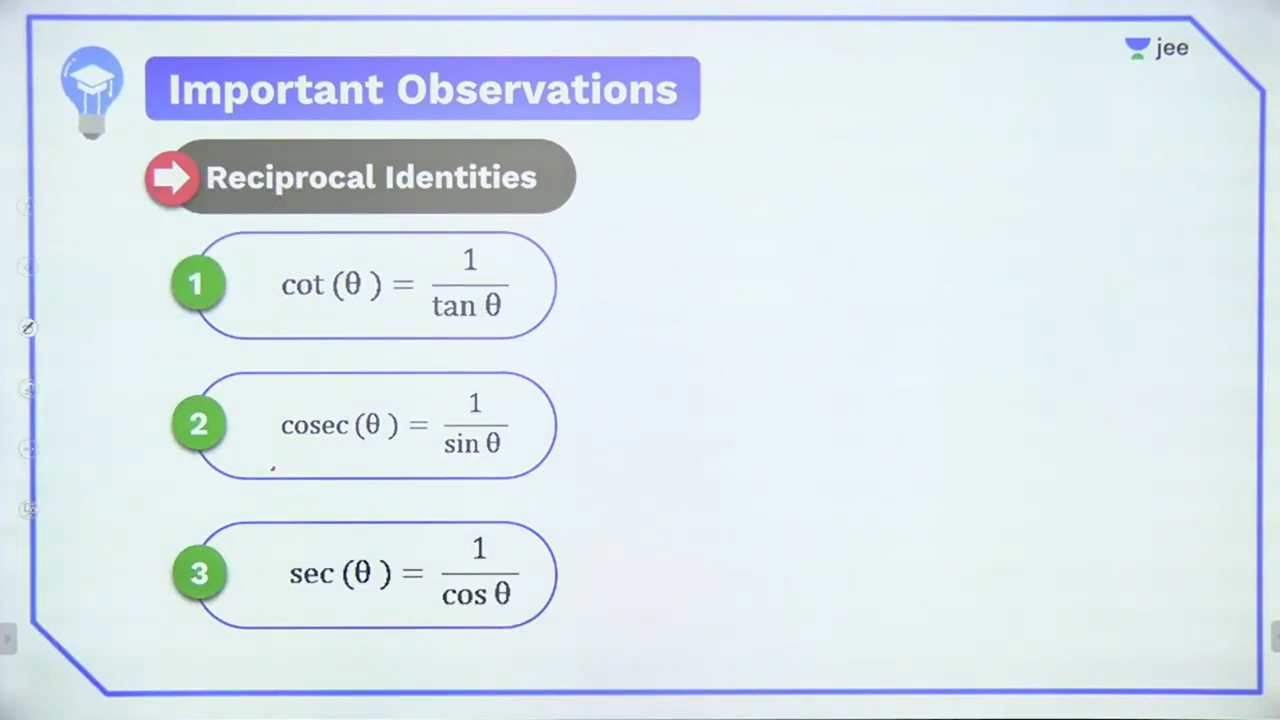 jee
Important Observations
Reciprocal Identities
1 cot (θ ) = 1 / tan θ
2 cosec (θ ) = 1 / sin θ
3 sec (θ ) = 1 / cos θ